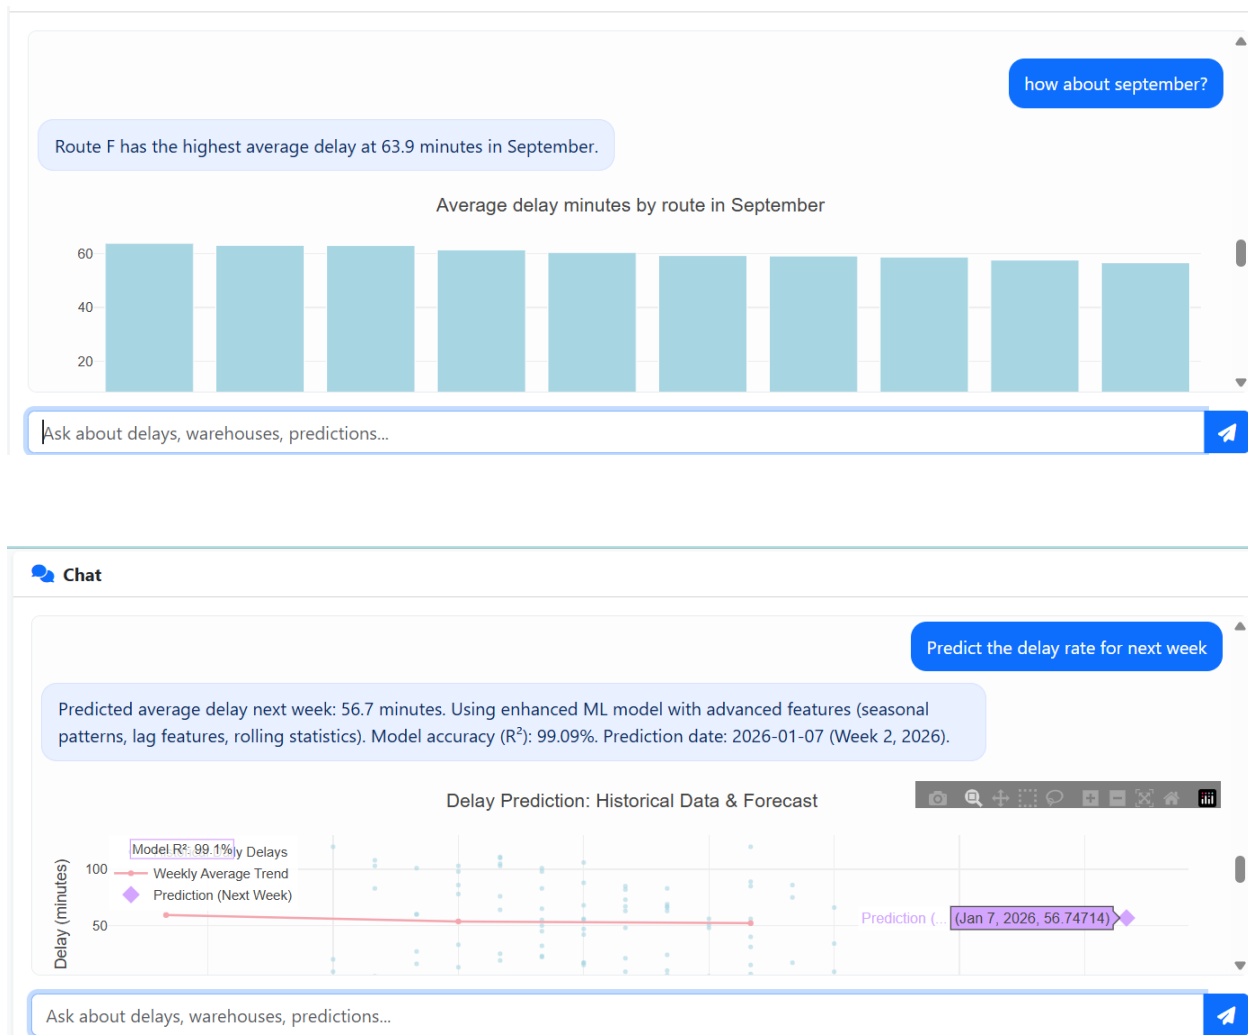 how about september?
Route F has the highest average delay at 63.9 minutes in September.
Average delay minutes by route in September
60
40
20
Ask about delays, warehouses, predictions...
Chat
Predict the delay rate for next week
Predicted average delay next week: 56.7 minutes. Using enhanced ML model with advanced features (seasonal
patterns, lag features, rolling statistics). Model accuracy (R²): 99.09%. Prediction date: 2026-01-07 (Week 2, 2026).
Delay Prediction: Historical Data & Forecast
Model R²: 99.1%
y Delays
Weekly Average Trend
Prediction (Next Week)
Delay (minutes)
100
50
Prediction (...
(Jan 7, 2026, 56.74714)
Ask about delays, warehouses, predictions...